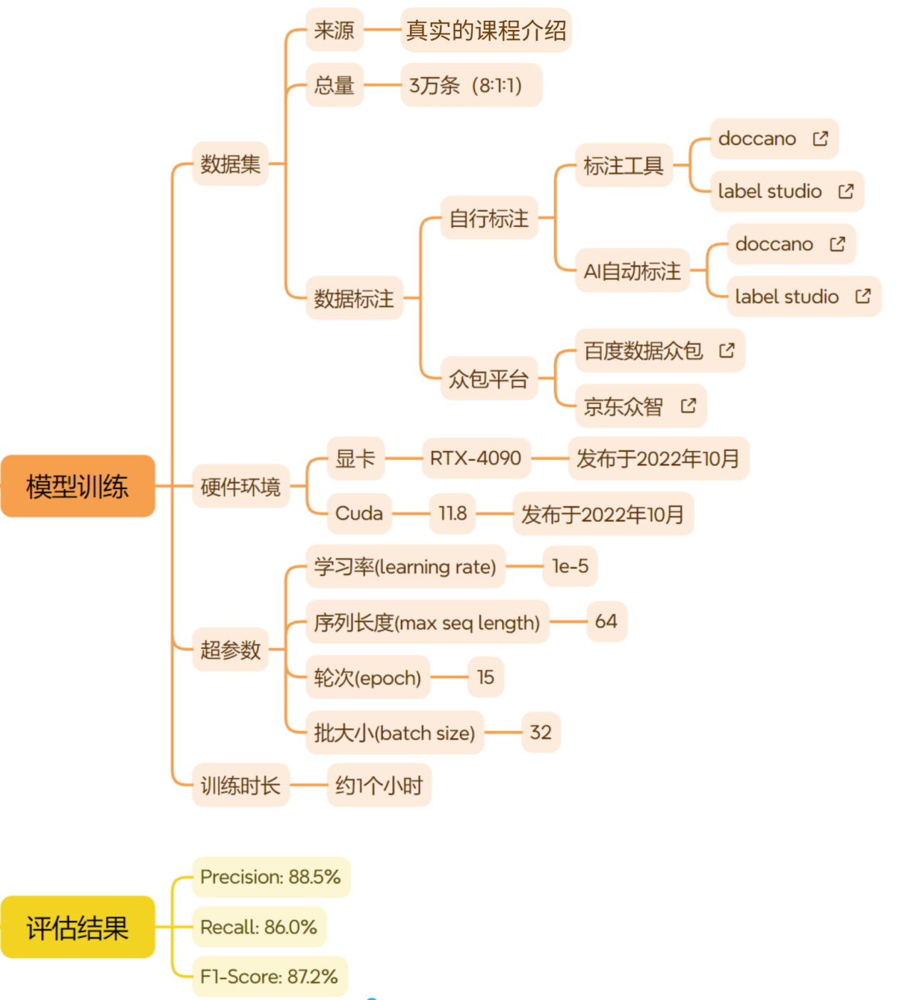 模型训练
数据集
来源
真实的课程介绍
总量
3万条（8:1:1）
数据标注
自行标注
标注工具
doccano
label studio
AI自动标注
doccano
label studio
众包平台
百度数据众包
京东众智
硬件环境
显卡
RTX-4090
发布于2022年10月
Cuda
11.8
发布于2022年10月
超参数
学习率(learning rate)
1e-5
序列长度(max seq length)
64
轮次(epoch)
15
批大小(batch size)
32
训练时长
约1个小时
评估结果
Precision: 88.5%
Recall: 86.0%
F1-Score: 87.2%